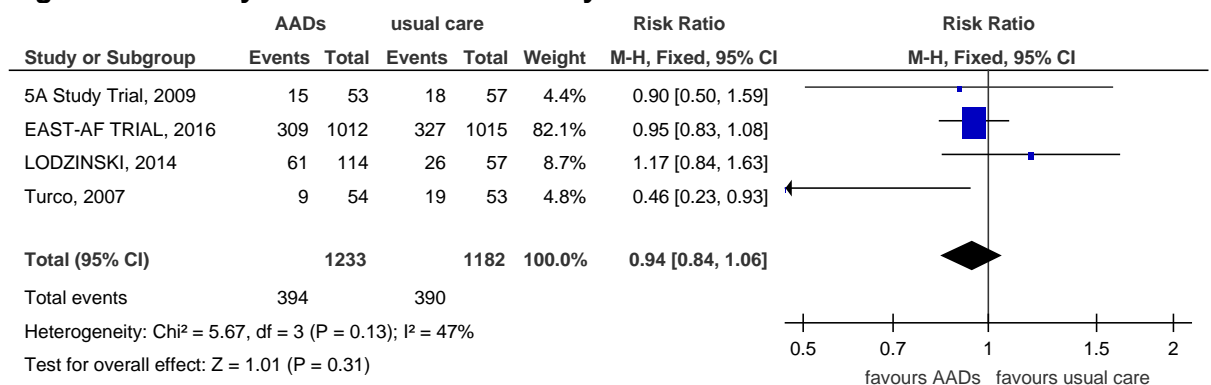 AADs usual care Risk Ratio Risk Ratio
Study or Subgroup Events Total Events Total Weight M-H, Fixed, 95% CI M-H, Fixed, 95% CI
5A Study Trial, 2009 15 53 18 57 4.4% 0.90 [0.50, 1.59]
EAST-AF TRIAL, 2016 309 1012 327 1015 82.1% 0.95 [0.83, 1.08]
LODZINSKI, 2014 61 114 26 57 8.7% 1.17 [0.84, 1.63]
Turco, 2007 9 54 19 53 4.8% 0.46 [0.23, 0.93]
Total (95% CI) 1233 1182 100.0% 0.94 [0.84, 1.06]
Total events 394 390
Heterogeneity: Chi² = 5.67, df = 3 (P = 0.13); I² = 47%
Test for overall effect: Z = 1.01 (P = 0.31)
0.5 0.7 1 1.5 2
favours AADs favours usual care